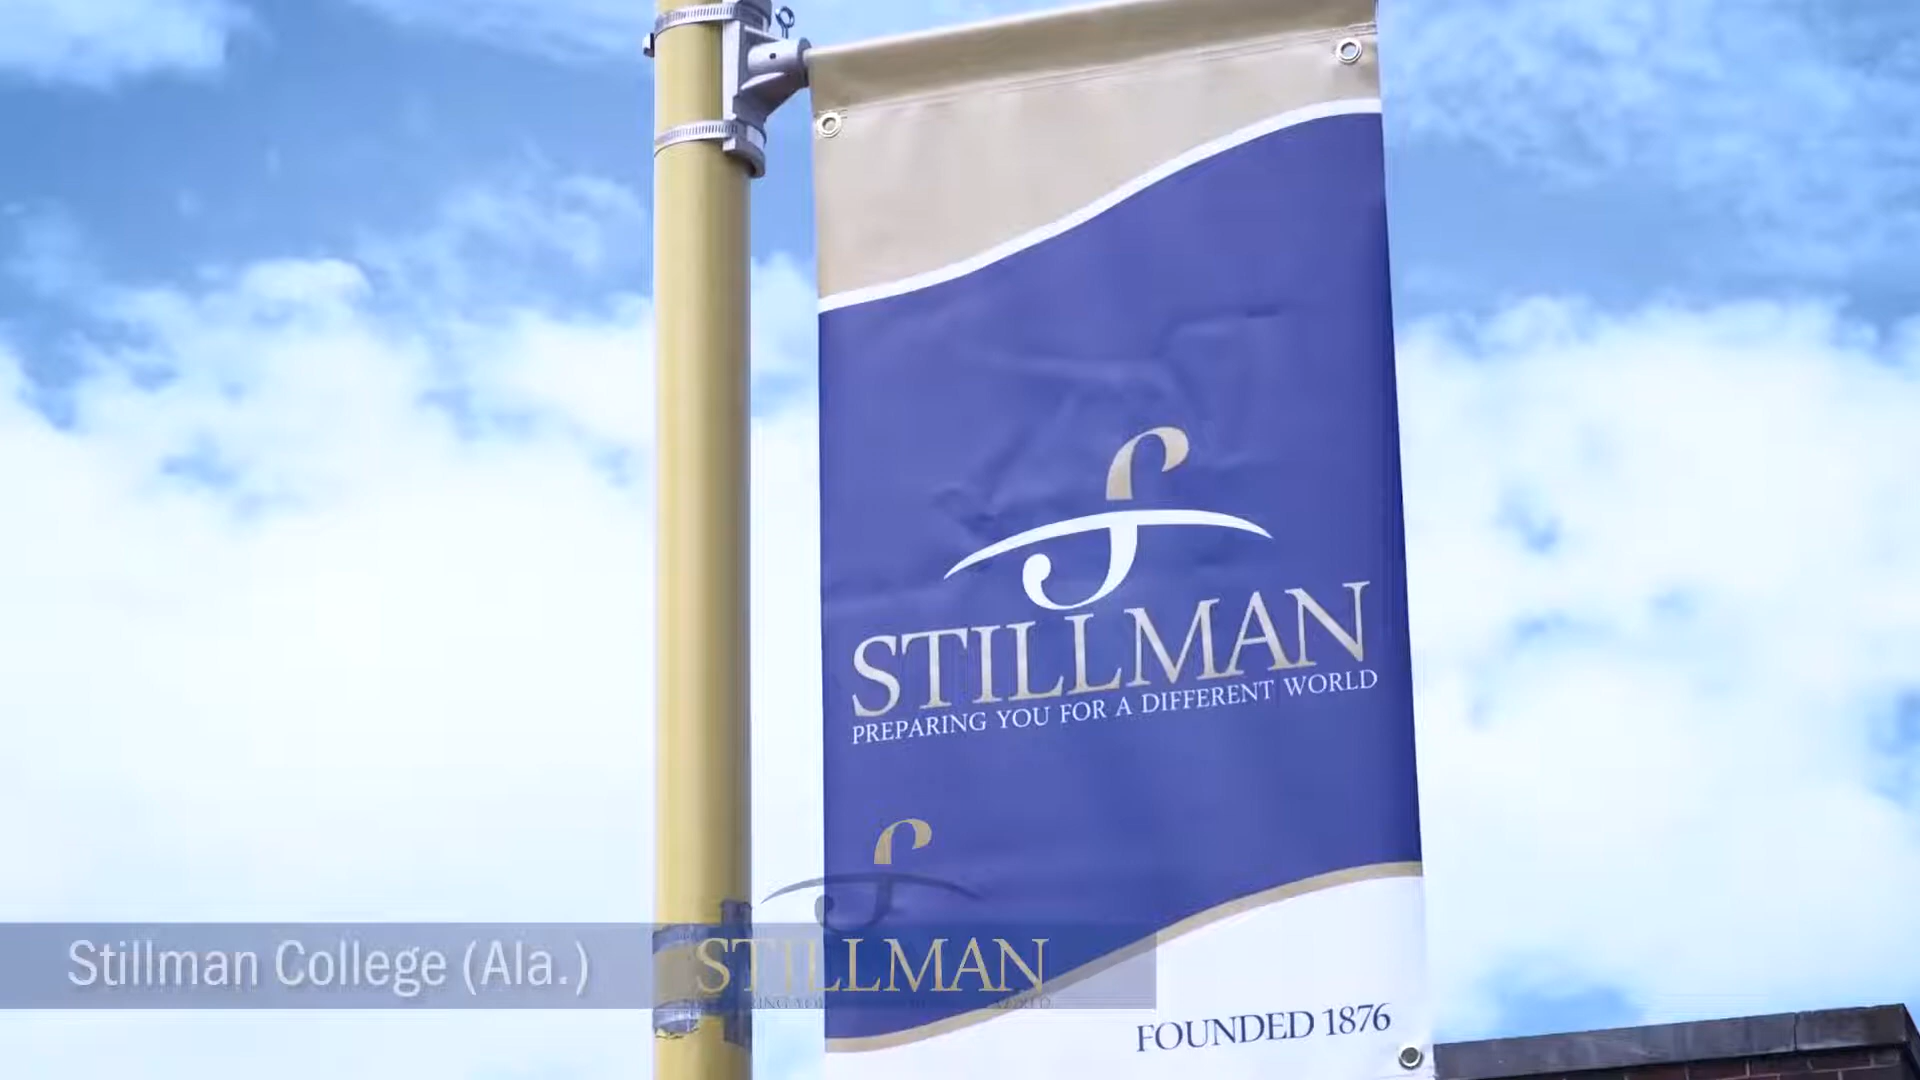 STILLMAN
PREPARING YOU FOR A DIFFERENT WORLD
Stillman College (Ala.)
STILLMAN
FOUNDED 1876